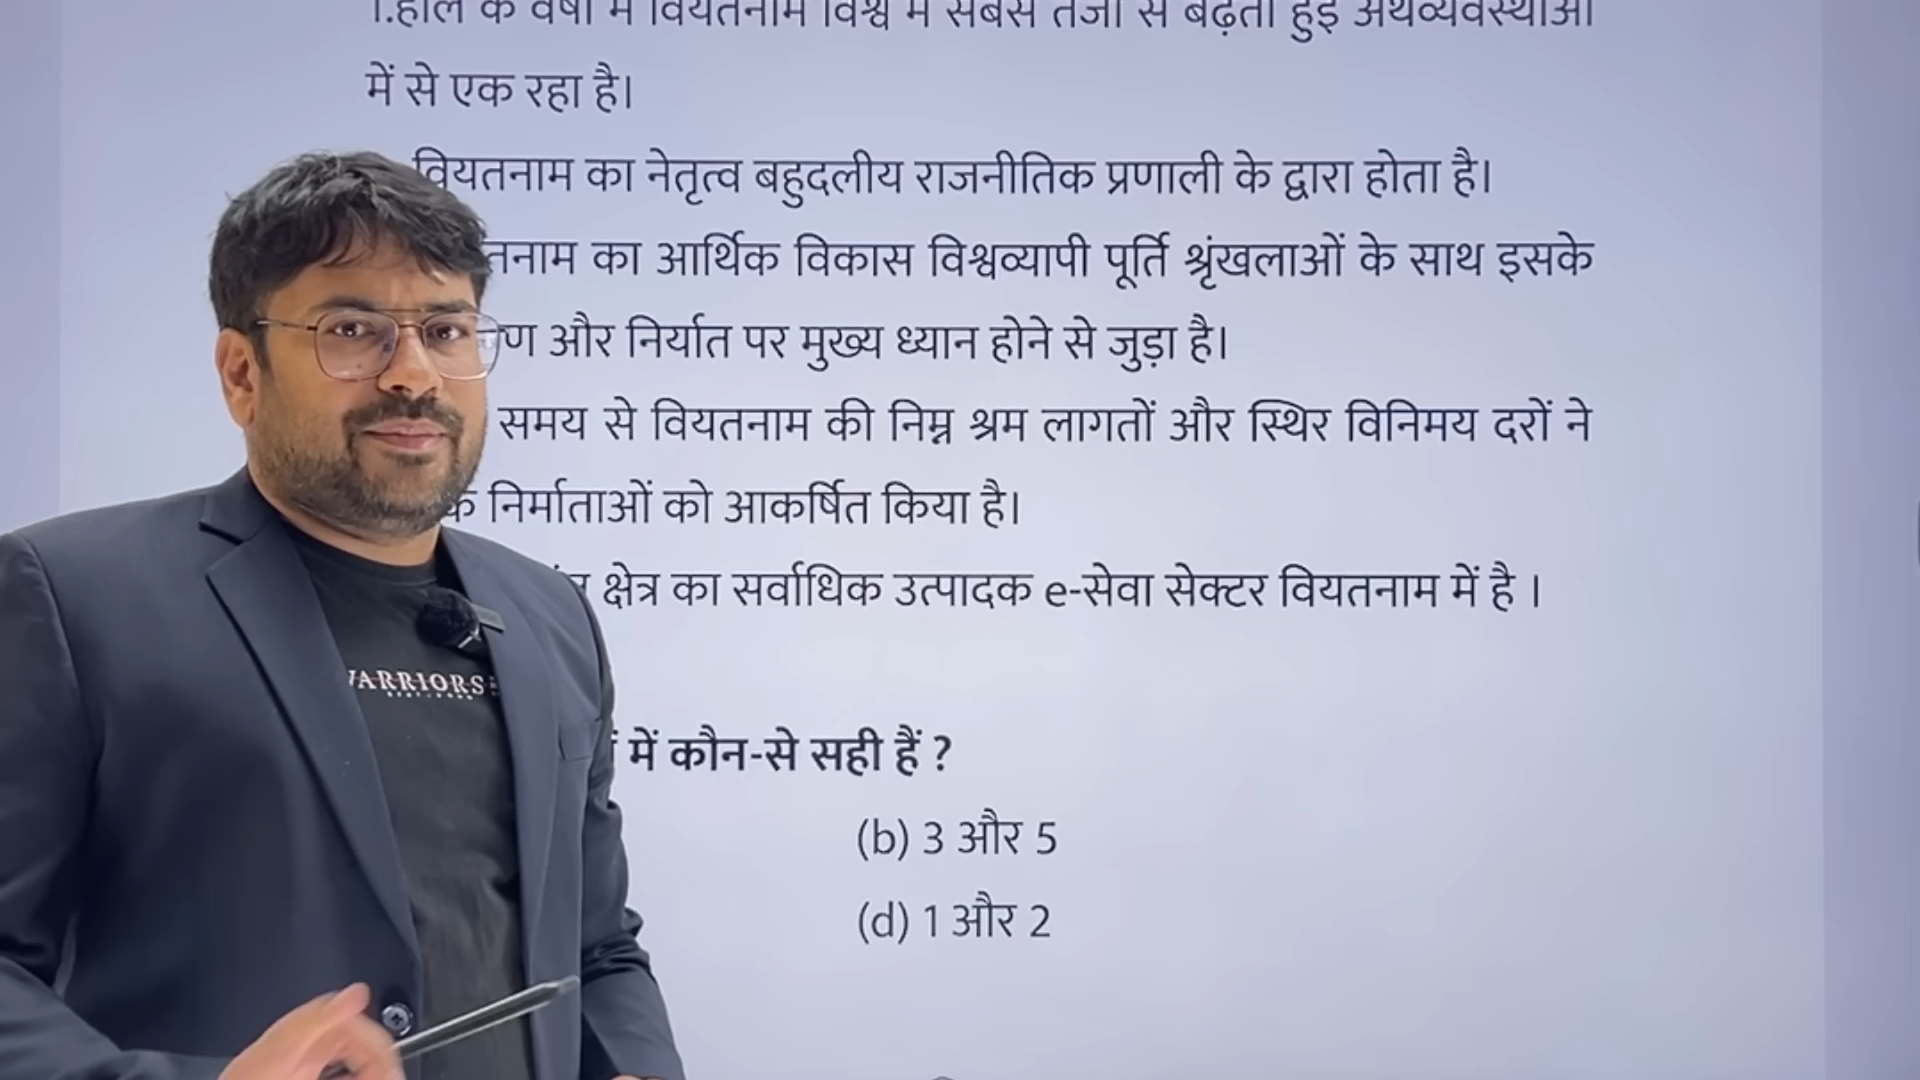 1.हाल के वर्षों में वियतनाम विश्व में सबसे तेजी से बढ़ती हुई अर्थव्यवस्थाओं
में से एक रहा है।
वियतनाम का नेतृत्व बहुदलीय राजनीतिक प्रणाली के द्वारा होता है।
तनाम का आर्थिक विकास विश्वव्यापी पूर्ति श्रृंखलाओं के साथ इसके
ण और निर्यात पर मुख्य ध्यान होने से जुड़ा है।
समय से वियतनाम की निम्न श्रम लागतों और स्थिर विनिमय दरों ने
क निर्माताओं को आकर्षित किया है।
क्षेत्र का सर्वाधिक उत्पादक e-सेवा सेक्टर वियतनाम में है ।
में कौन-से सही हैं ?
(b) 3 और 5
(d) 1 और 2
WARRIORS